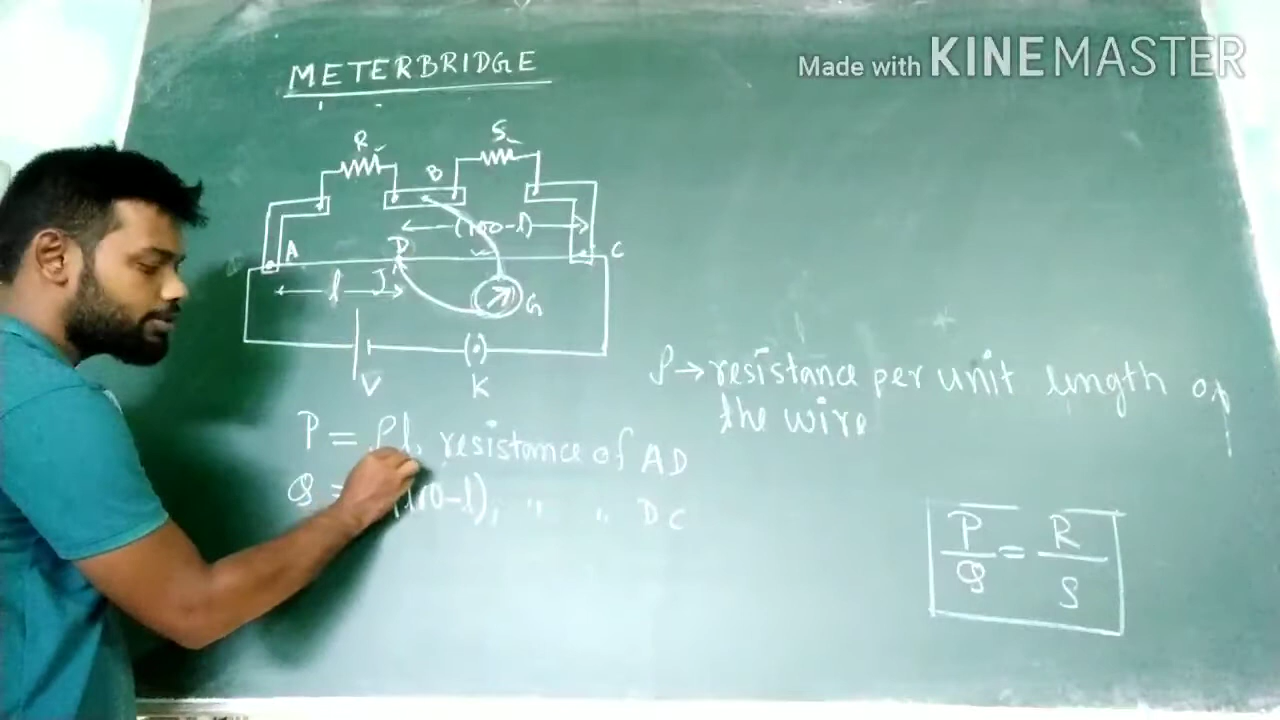 Made with KINEMASTER
METERBRIDGE
R
S
B
(100-l)
A
D
C
l
J
G
V
K
ρ → resistance per unit length of
the wire
P = ρl, resistance of AD
Q = (100-l), " " DC
P/Q = R/S